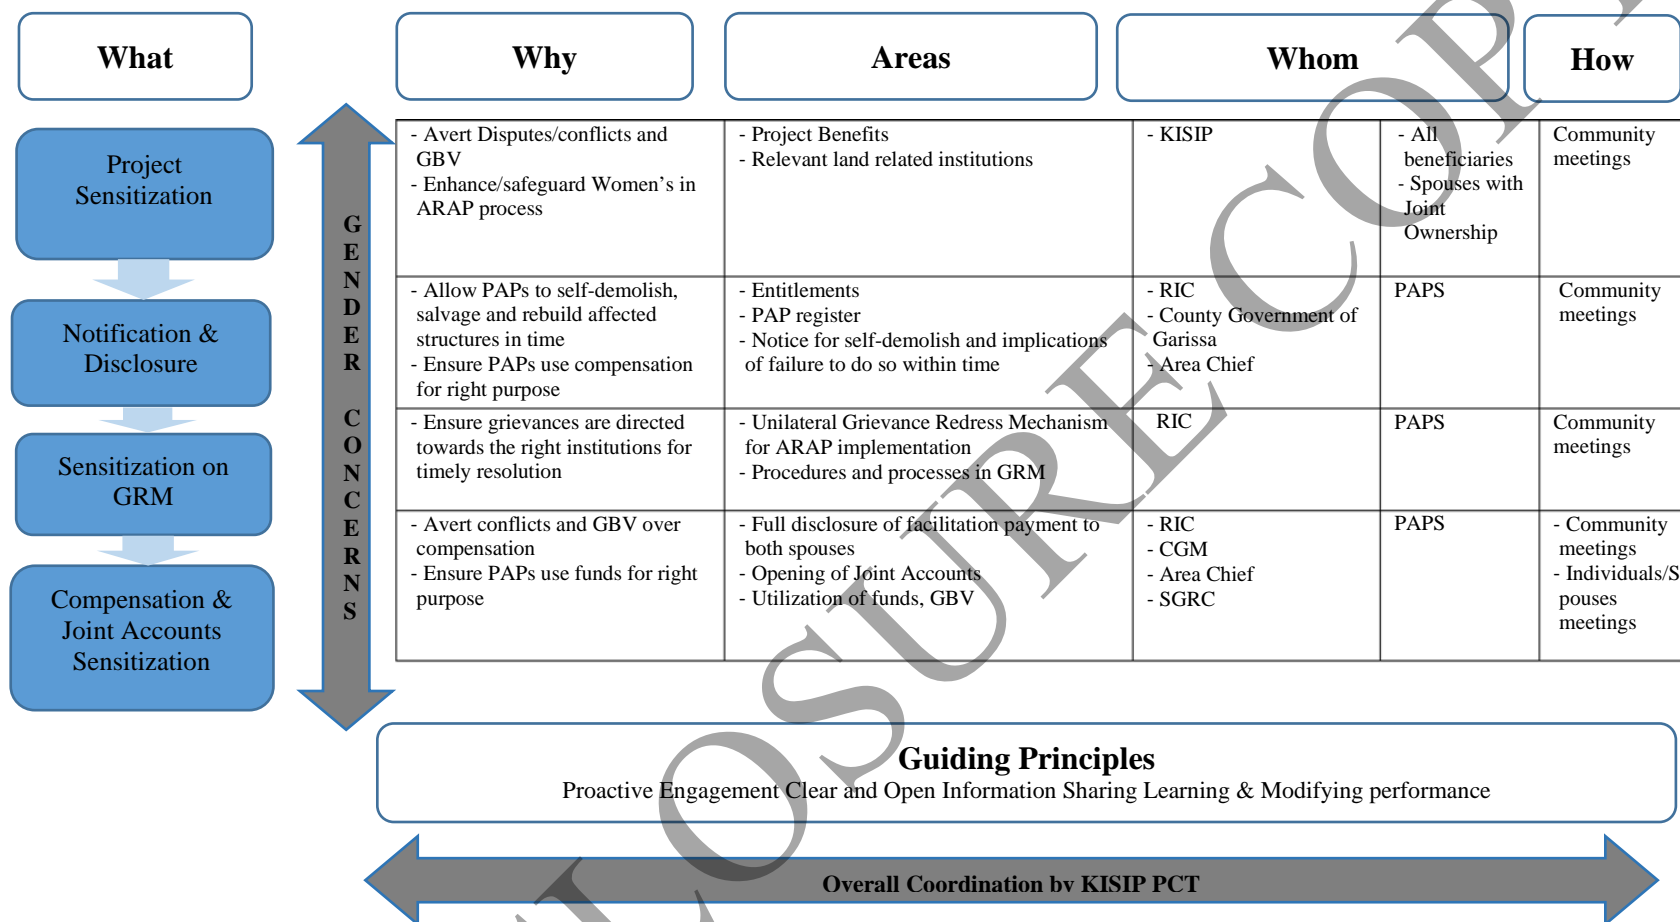 What
Why
Areas
Whom
How
Project
Sensitization
Notification &
Disclosure
Sensitization on
GRM
Compensation &
Joint Accounts
Sensitization
GENDER CONCERNS
- Avert Disputes/conflicts and
GBV
- Enhance/safeguard Women's in
ARAP process
- Project Benefits
- Relevant land related institutions
- KISIP
- All
beneficiaries
- Spouses with
Joint
Ownership
Community
meetings
- Allow PAPs to self-demolish,
salvage and rebuild affected
structures in time
- Ensure PAPs use compensation
for right purpose
- Entitlements
- PAP register
- Notice for self-demolish and implications
of failure to do so within time
- RIC
- County Government of
Garissa
- Area Chief
PAPS
Community
meetings
- Ensure grievances are directed
towards the right institutions for
timely resolution
- Unilateral Grievance Redress Mechanism
for ARAP implementation
- Procedures and processes in GRM
RIC
PAPS
Community
meetings
- Avert conflicts and GBV over
compensation
- Ensure PAPs use funds for right
purpose
- Full disclosure of facilitation payment to
both spouses
- Opening of Joint Accounts
- Utilization of funds, GBV
- RIC
- CGM
- Area Chief
- SGRC
PAPS
- Community
meetings
- Individuals/S
pouses
meetings
Guiding Principles
Proactive Engagement Clear and Open Information Sharing Learning & Modifying performance
Overall Coordination by KISIP PCT
LOSURE COP